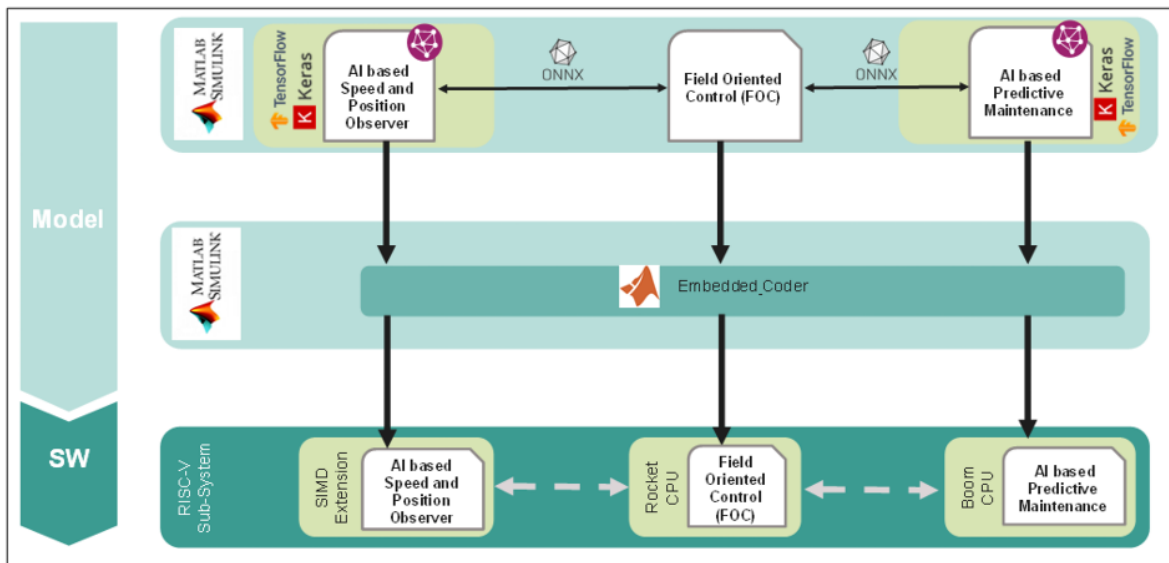 Model
SW
MATLAB
SIMULINK
TensorFlow
K Keras
AI based
Speed and
Position
Observer
ONNX
Field Oriented
Control (FOC)
ONNX
AI based
Predictive
Maintenance
K Keras
TensorFlow
MATLAB
SIMULINK
Embedded_Coder
RISC-V
Sub-System
SIMD
Extension
AI based
Speed and
Position
Observer
Rocket
CPU
Field
Oriented
Control
(FOC)
Boom
CPU
AI based
Predictive
Maintenance